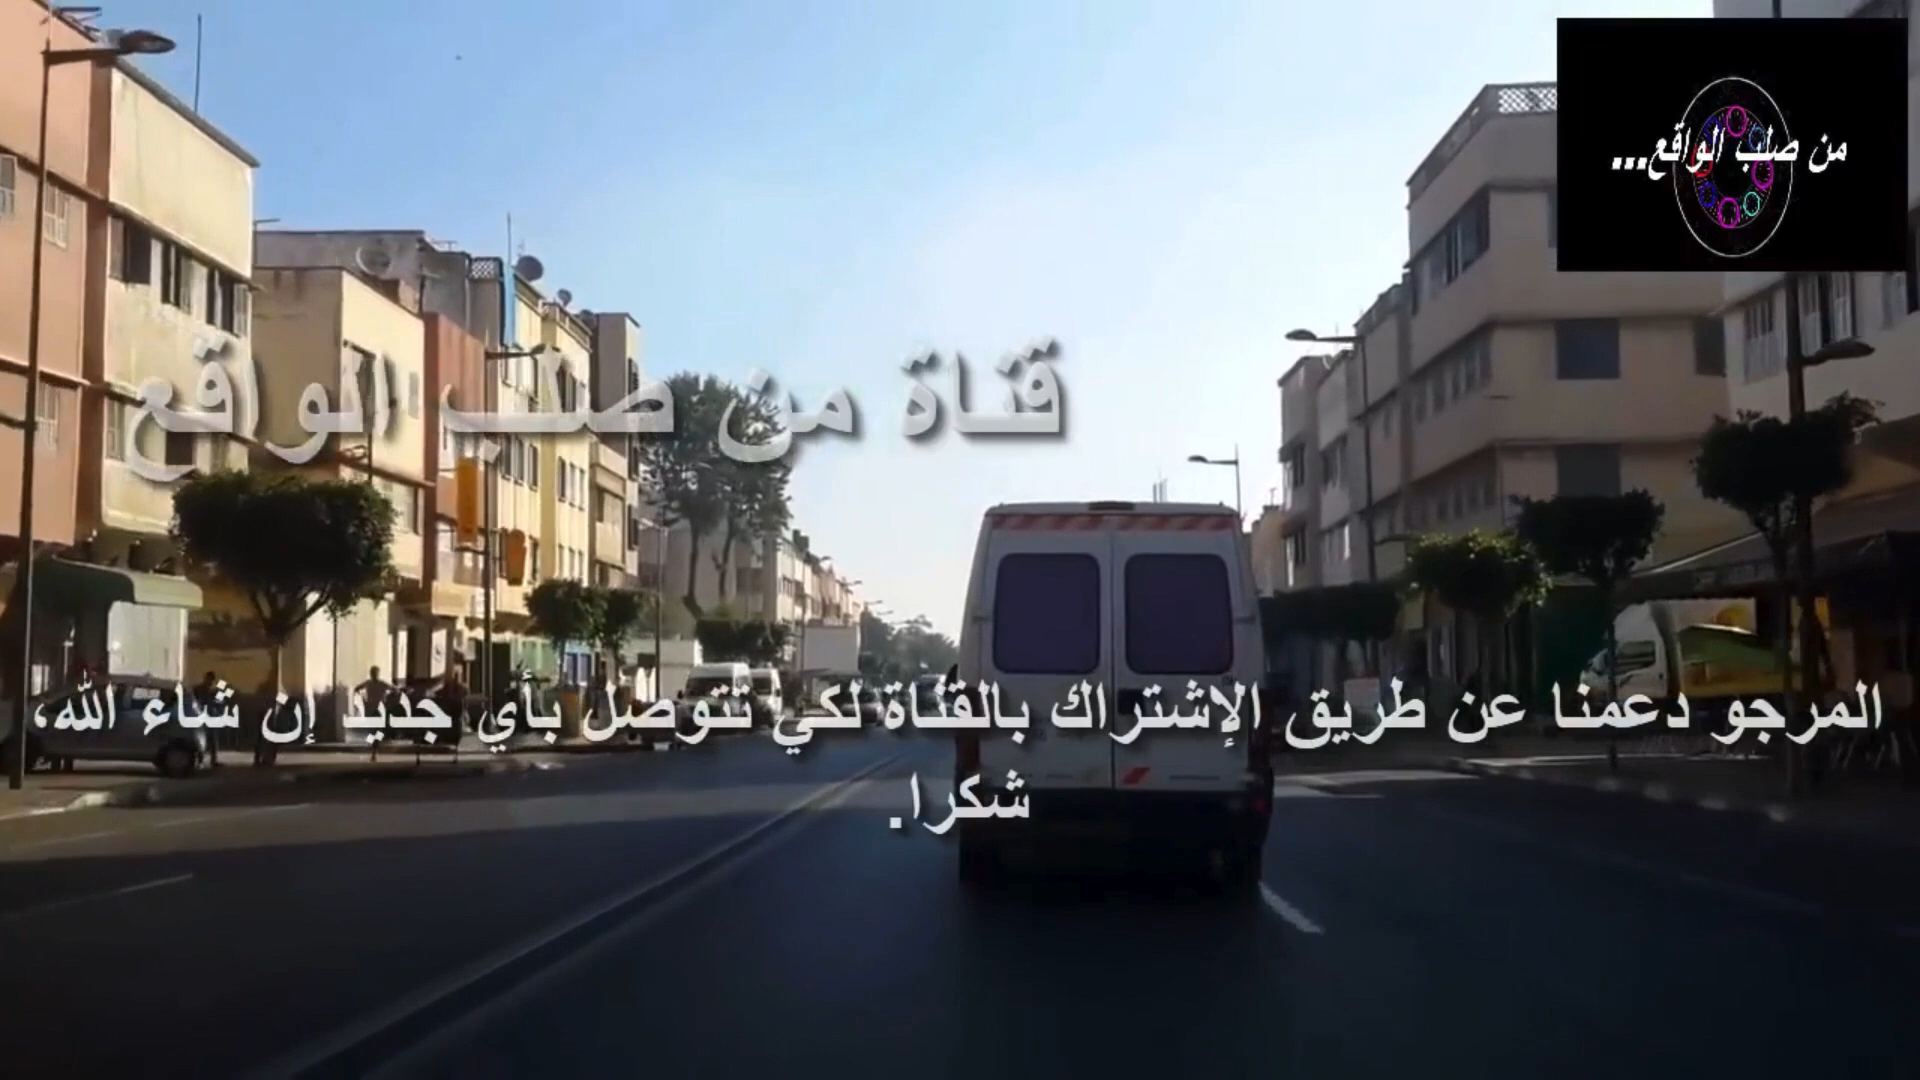 من صلب الواقع...
قناة من صلب الواقع
المرجو دعمنا عن طريق الإشتراك بالقناة لكي تتوصل بأي جديد إن شاء الله،
شكرا.